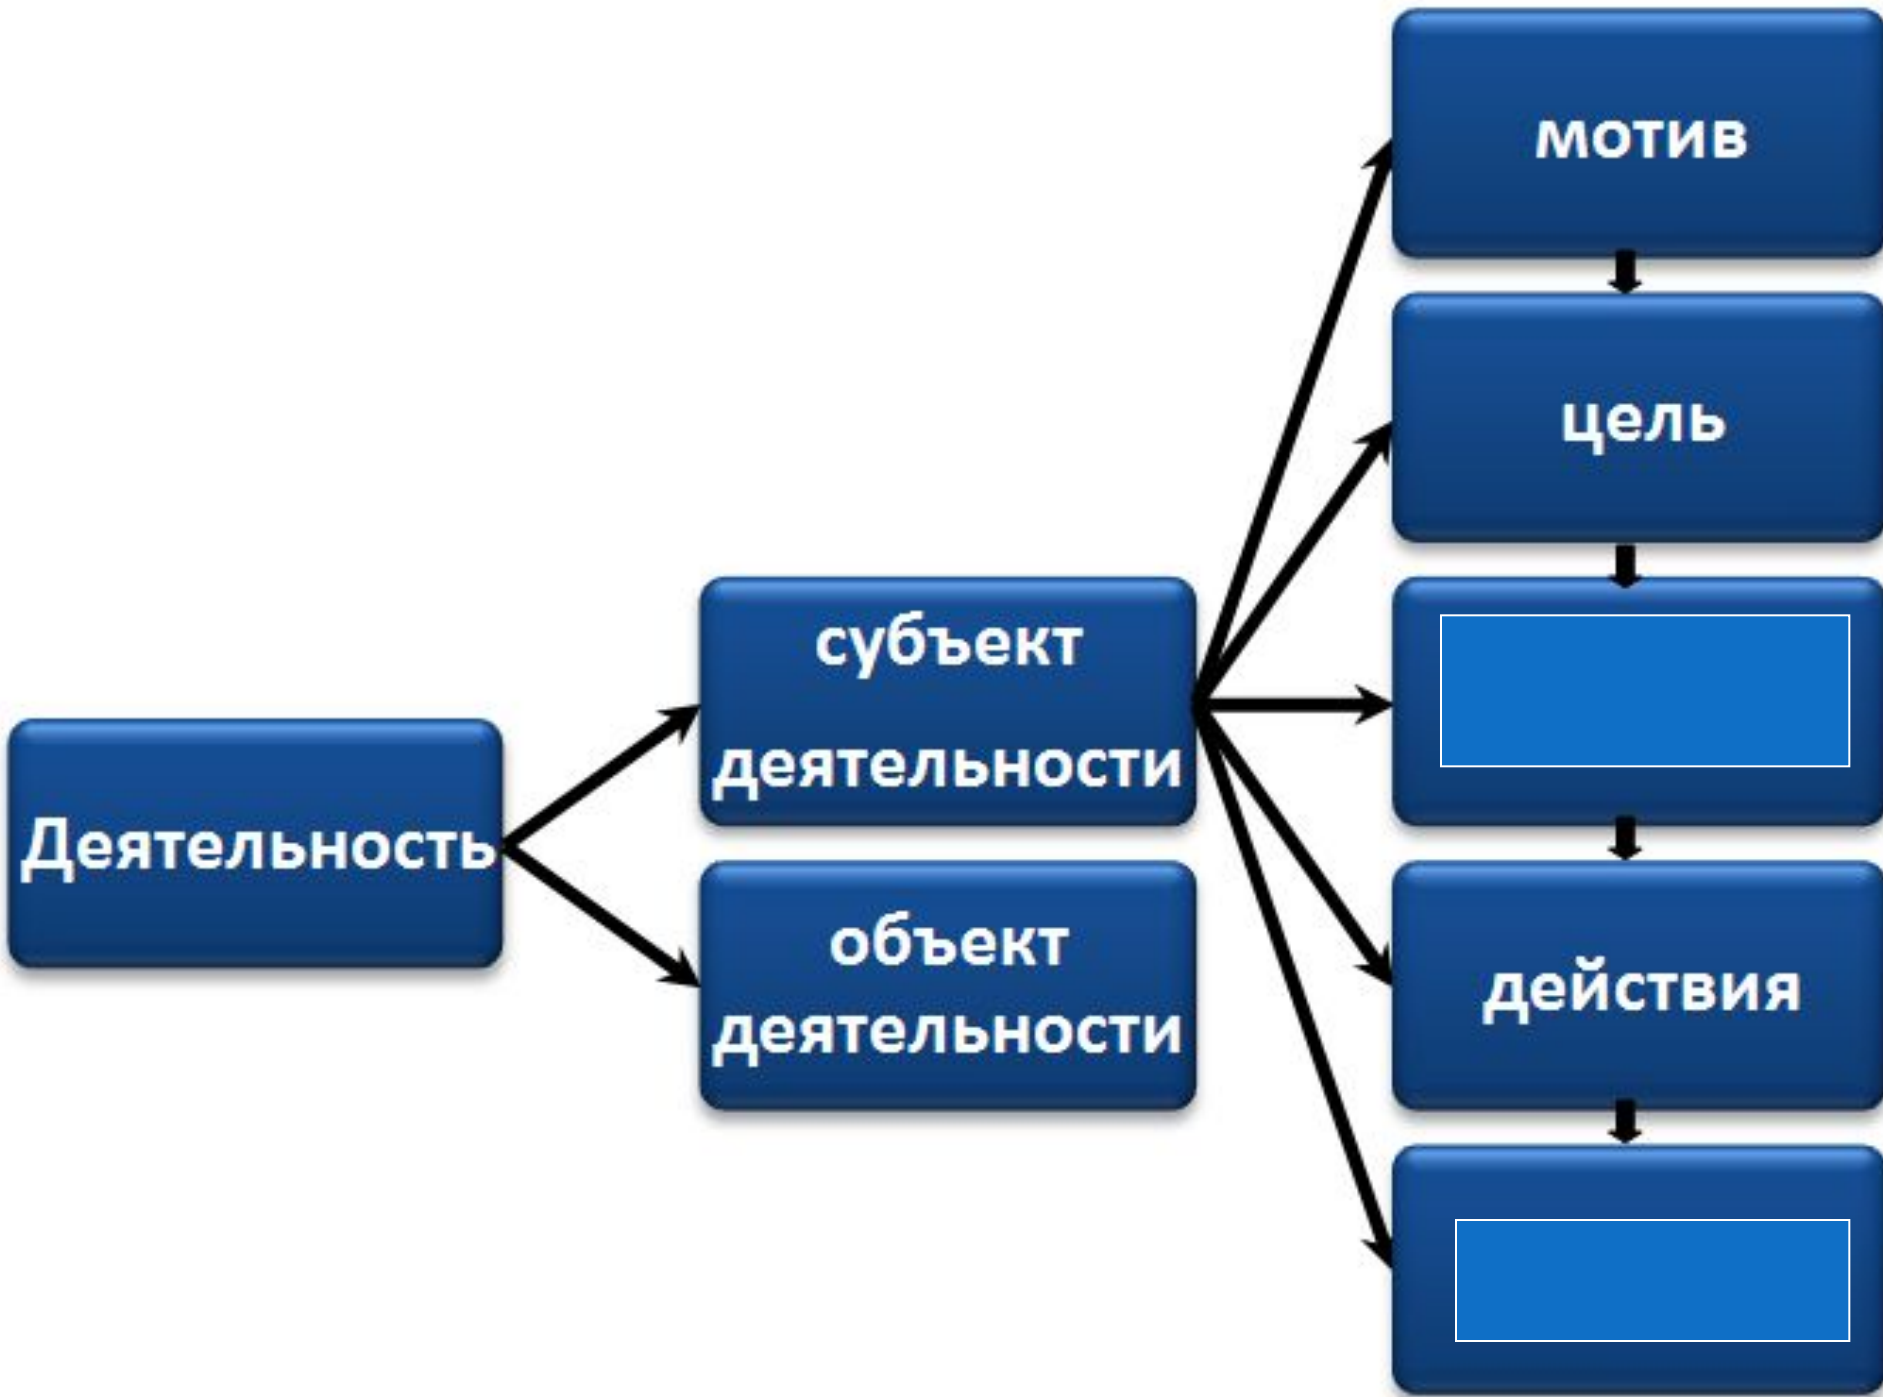 мотив
цель
субъект
деятельности
Деятельность
объект
деятельности
действия